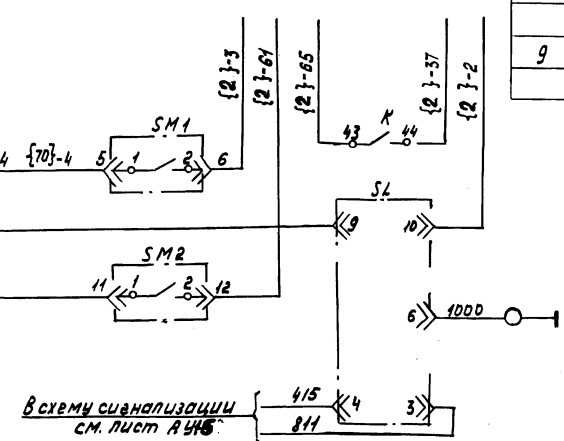 {2}-3
{2}-61
{2}-65
{2}-37
{2}-2
9
K
43 44
SM1
4 {70}-4 5 1 2 6
SL
9 10
SM2
11 1 2 12
6 1000
415 4 3
811
В схему сигнализации
см. лист